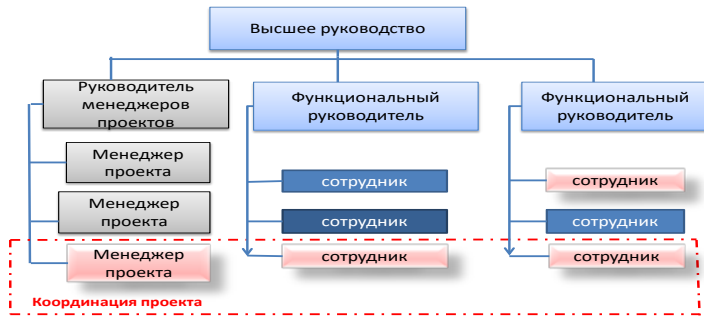 Высшее руководство
Руководитель
менеджеров
проектов
Функциональный
руководитель
Функциональный
руководитель
Менеджер
проекта
сотрудник
сотрудник
Менеджер
проекта
сотрудник
сотрудник
Менеджер
проекта
сотрудник
сотрудник
Координация проекта